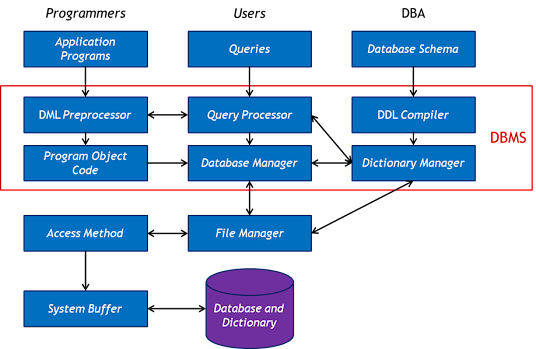 Programmers
Users
DBA
Application
Programs
Queries
Database Schema
DML Preprocessor
Query Processor
DDL Compiler
DBMS
Program Object
Code
Database Manager
Dictionary Manager
Access Method
File Manager
System Buffer
Database and
Dictionary